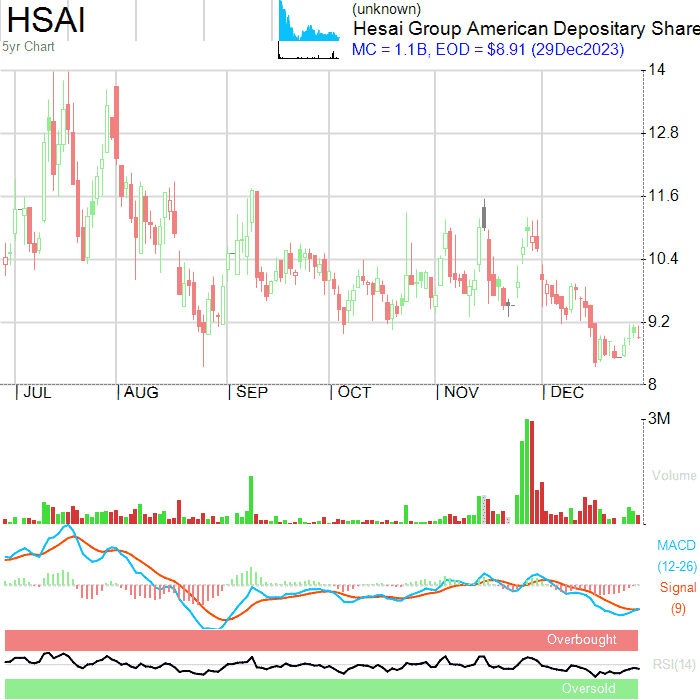 HSAI
5yr Chart
(unknown)
Hesai Group American Depositary Share
MC = 1.1B, EOD = $8.91 (29Dec2023)
14
12.8
11.6
10.4
9.2
8
JUL AUG SEP OCT NOV DEC
3M
Volume
MACD
(12-26)
Signal
(9)
Overbought
RSI(14)
Oversold